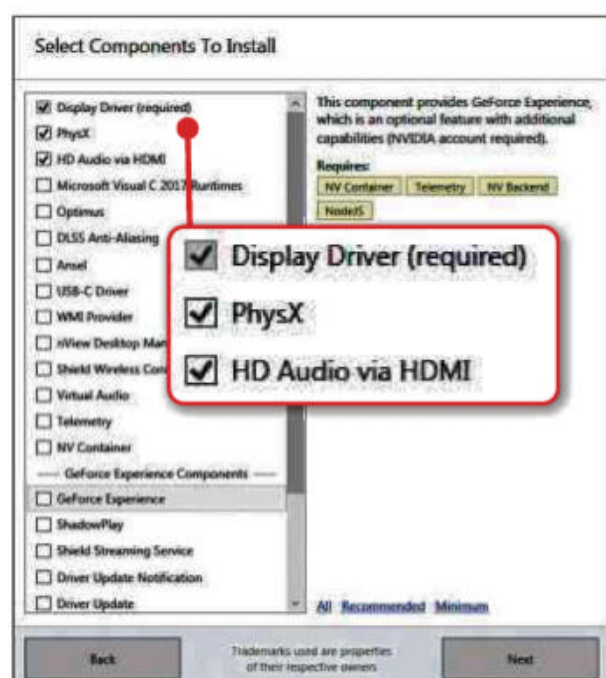 Select Components To Install
Display Driver (required)
PhysX
HD Audio via HDMI
Microsoft Visual C 2017 Runtimes
Optimus
DLSS Anti-Aliasing
Ansel
USB-C Driver
WMI Provider
nView Desktop Man
Shield Wireless Con
Virtual Audio
Telemetry
NV Container
GeForce Experience Components
GeForce Experience
ShadowPlay
Shield Streaming Service
Driver Update Notification
Driver Update
This component provides GeForce Experience,
which is an optional feature with additional
capabilities (NVIDIA account required).
Requires:
NV Container Telemetry NV Backend
NodeJS
Display Driver (required)
PhysX
HD Audio via HDMI
All Recommended Minimum
Back
Trademarks used are properties
of their respective owners
Next